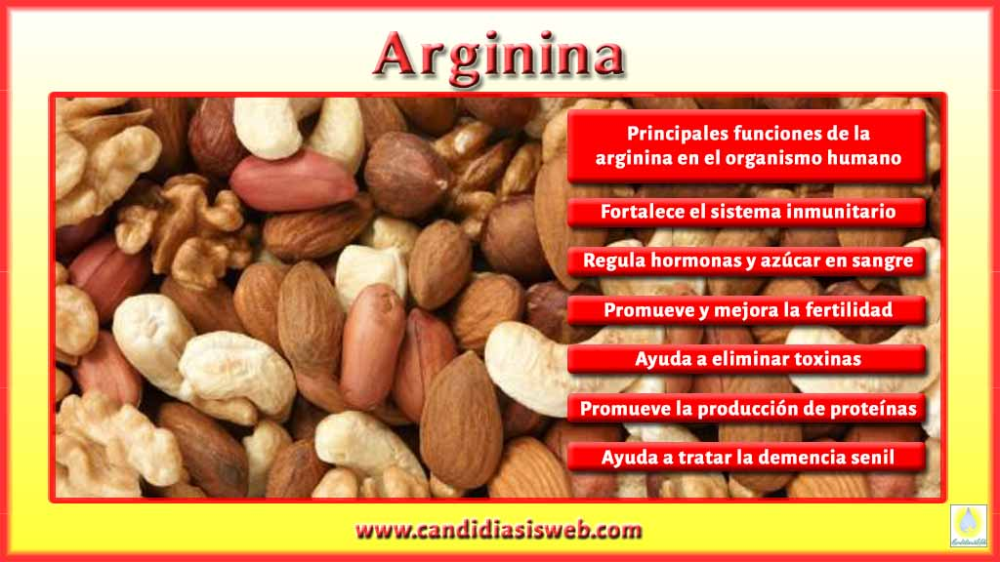 Arginina
Principales funciones de la
arginina en el organismo humano
Fortalece el sistema inmunitario
Regula hormonas y azúcar en sangre
Promueve y mejora la fertilidad
Ayuda a eliminar toxinas
Promueve la producción de proteínas
Ayuda a tratar la demencia senil
www.candidiasisweb.com